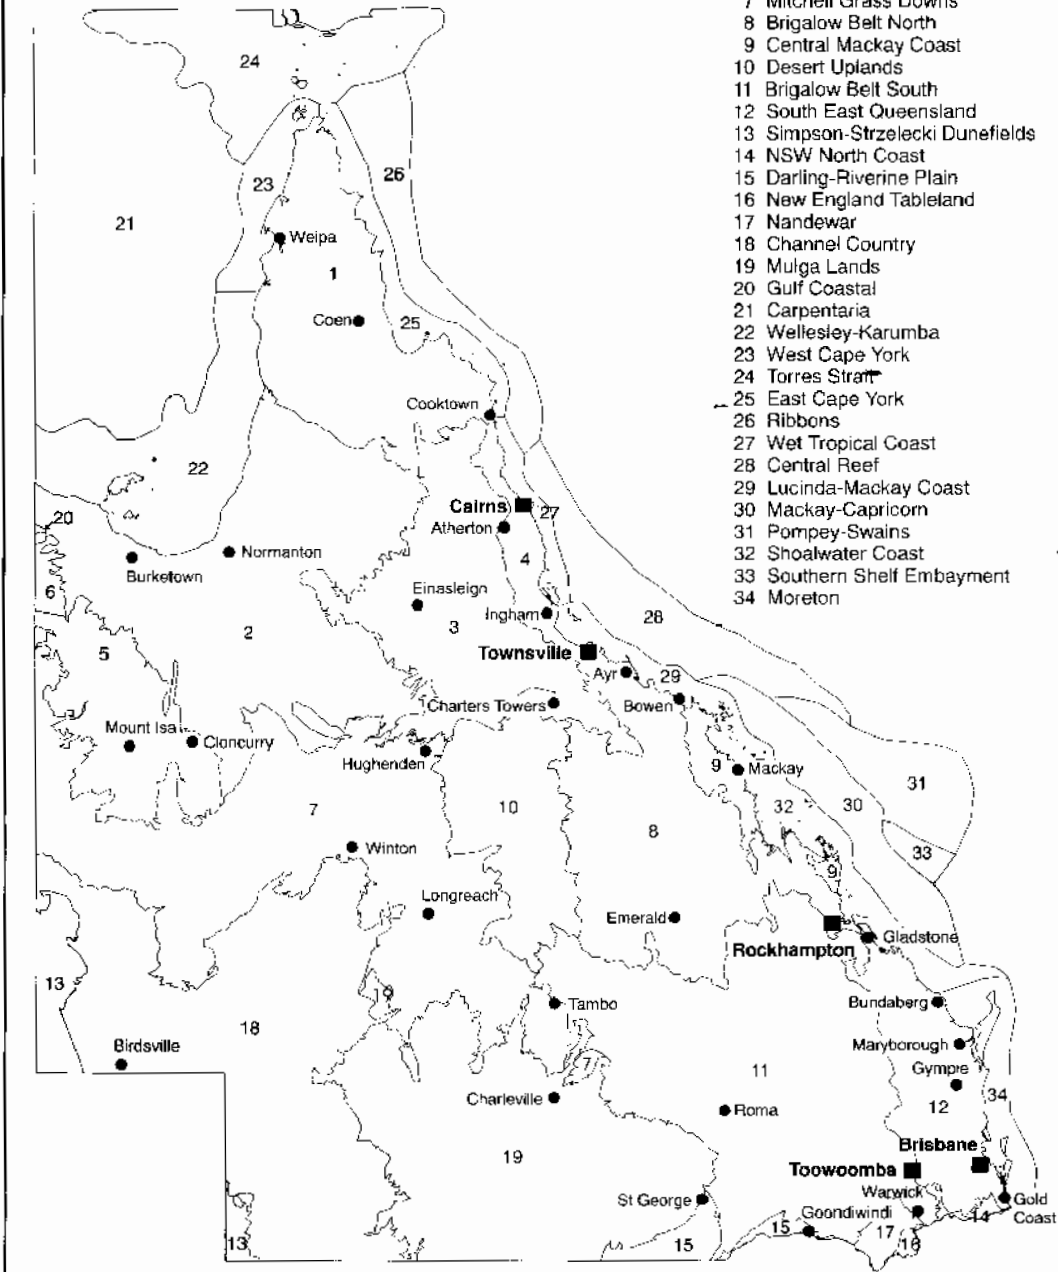 7 Mitchell Grass Downs
8 Brigalow Belt North
9 Central Mackay Coast
10 Desert Uplands
11 Brigalow Belt South
12 South East Queensland
13 Simpson-Strzelecki Dunefields
14 NSW North Coast
15 Darling-Riverine Plain
16 New England Tableland
17 Nandewar
18 Channel Country
19 Mulga Lands
20 Gulf Coastal
21 Carpentaria
22 Wellesley-Karumba
23 West Cape York
24 Torres Strait
25 East Cape York
26 Ribbons
27 Wet Tropical Coast
28 Central Reef
29 Lucinda-Mackay Coast
30 Mackay-Capricorn
31 Pompey-Swains
32 Shoalwater Coast
33 Southern Shelf Embayment
34 Moreton
24
26
23
21
Weipa
1
Coen
25
Cooktown
22
Cairns
27
20
Atherton
Normanton
4
Burketown
6
Einasleigh
3
Ingham
28
2
5
Townsville
Ayr
29
Charters Towers
Bowen
Mount Isa
Cloncurry
Hughenden
9
Mackay
31
7
10
32
30
8
Winton
33
9
Longreach
Emerald
Rockhampton
Gladstone
13
19
Tambo
Bundaberg
18
Birdsville
Maryborough
7
11
Gympie
Charleville
34
Roma
12
Brisbane
19
Toowoomba
St George
Warwick
Gold
Coast
Goondiwindi
14
15
17
13
15
16